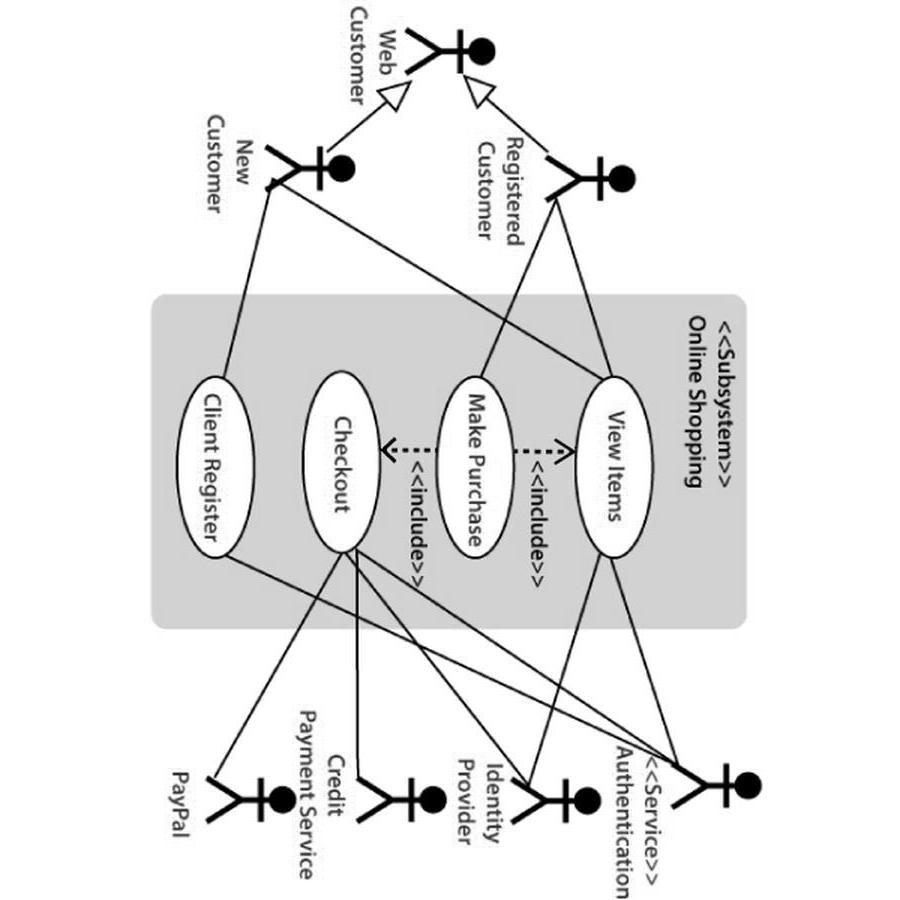 <<Subsystem>>
Online Shopping
Registered
Customer
Web
Customer
New
Customer
View Items
<<include>>
Make Purchase
<<include>>
Checkout
Client Register
<<Service>>
Authentication
Identity
Provider
Credit
Payment Service
PayPal